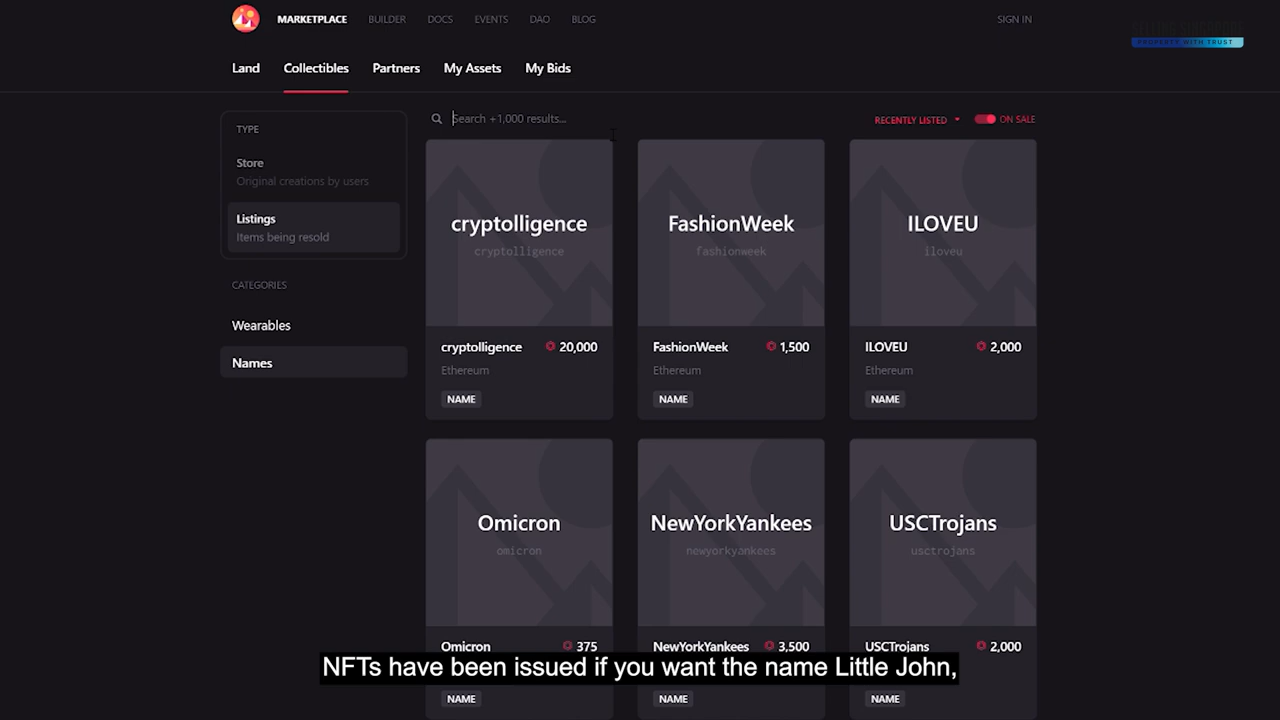 MARKETPLACE BUILDER DOCS EVENTS DAO BLOG SIGN IN
PROPERTY WITH TRUST
Land Collectibles Partners My Assets My Bids
Search +1,000 results...
RECENTLY LISTED ON SALE
TYPE
Store
Original creations by users
Listings
Items being resold
CATEGORIES
Wearables
Names
cryptolligence
cryptolligence
cryptolligence 20,000
Ethereum
NAME
FashionWeek
fashionweek
FashionWeek 1,500
Ethereum
NAME
ILOVEU
iloveu
ILOVEU 2,000
Ethereum
NAME
Omicron
omicron
Omicron 375
NAME
NewYorkYankees
newyorkyankees
NewYorkYankees 3,500
NAME
USCTrojans
usctrojans
USCTrojans 2,000
NAME
NFTs have been issued if you want the name Little John,